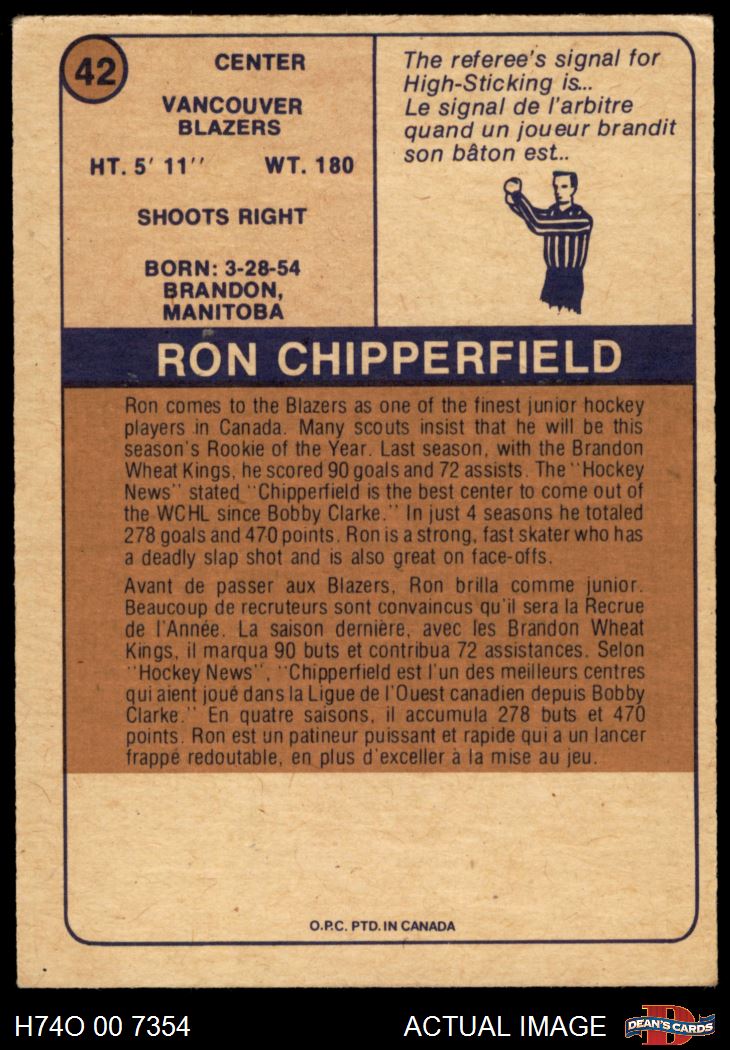 42
CENTER
VANCOUVER
BLAZERS
HT. 5' 11'' WT. 180
SHOOTS RIGHT
BORN: 3-28-54
BRANDON,
MANITOBA
The referee's signal for
High-Sticking is...
Le signal de l'arbitre
quand un joueur brandit
son bâton est...
RON CHIPPERFIELD
Ron comes to the Blazers as one of the finest junior hockey
players in Canada. Many scouts insist that he will be this
season's Rookie of the Year. Last season, with the Brandon
Wheat Kings, he scored 90 goals and 72 assists. The "Hockey
News" stated "Chipperfield is the best center to come out of
the WCHL since Bobby Clarke." In just 4 seasons he totaled
278 goals and 470 points. Ron is a strong, fast skater who has
a deadly slap shot and is also great on face-offs.
Avant de passer aux Blazers, Ron brilla comme junior.
Beaucoup de recruteurs sont convaincus qu'il sera la Recrue
de l'Année. La saison dernière, avec les Brandon Wheat
Kings, il marqua 90 buts et contribua 72 assistances. Selon
"Hockey News", "Chipperfield est l'un des meilleurs centres
qui aient joué dans la Ligue de l'Ouest canadien depuis Bobby
Clarke." En quatre saisons, il accumula 278 buts et 470
points. Ron est un patineur puissant et rapide qui a un lancer
frappé redoutable, en plus d'exceller à la mise au jeu.
O.P.C. PTD. IN CANADA
H74O 00 7354 ACTUAL IMAGE
D
DEAN'S CARDS